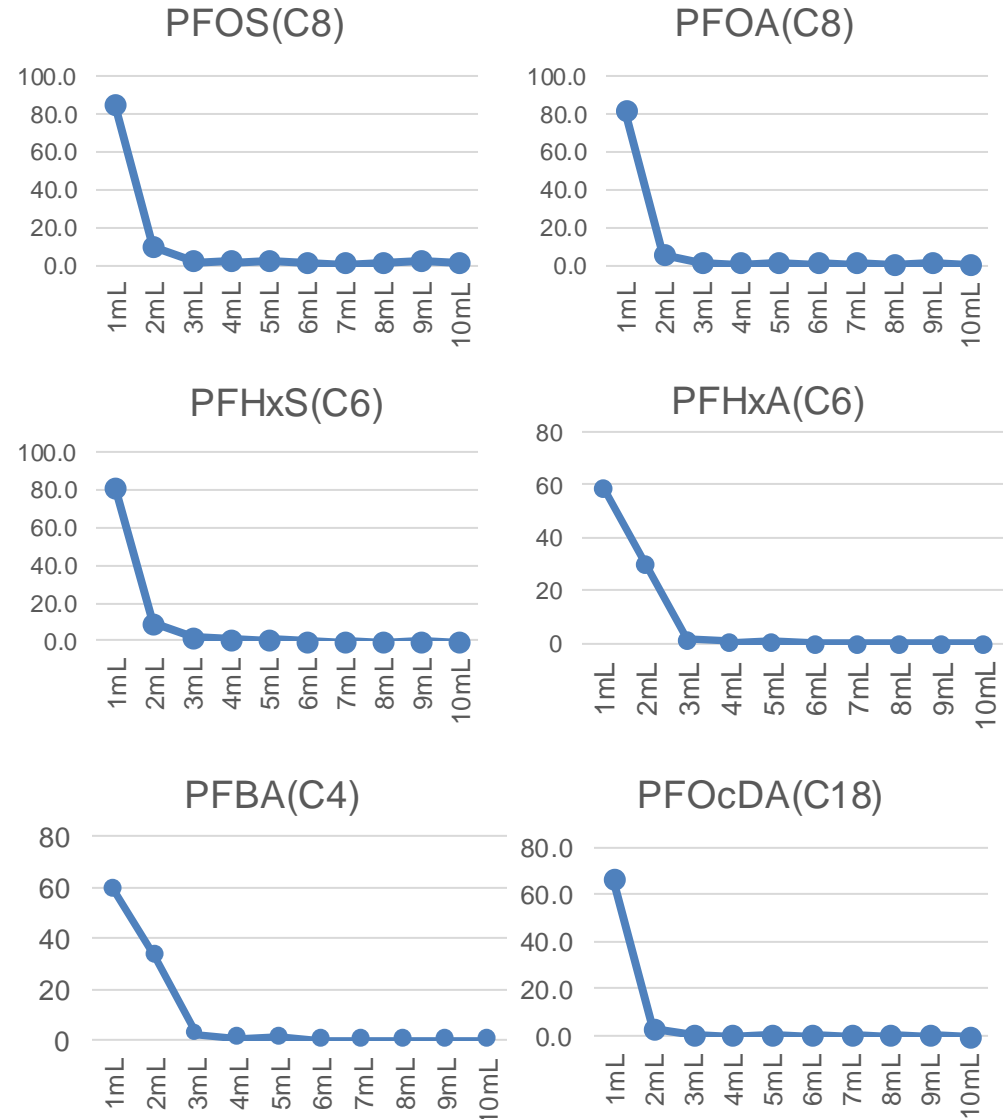 PFOS(C8)
100.0
80.0
60.0
40.0
20.0
0.0
1mL
2mL
3mL
4mL
5mL
6mL
7mL
8mL
9mL
10mL
PFOA(C8)
100.0
80.0
60.0
40.0
20.0
0.0
1mL
2mL
3mL
4mL
5mL
6mL
7mL
8mL
9mL
10mL
PFHxS(C6)
100.0
80.0
60.0
40.0
20.0
0.0
1mL
2mL
3mL
4mL
5mL
6mL
7mL
8mL
9mL
10mL
PFHxA(C6)
80
60
40
20
0
1mL
2mL
3mL
4mL
5mL
6mL
7mL
8mL
9mL
10mL
PFBA(C4)
80
60
40
20
0
1mL
2mL
3mL
4mL
5mL
6mL
7mL
8mL
9mL
10mL
PFOcDA(C18)
80.0
60.0
40.0
20.0
0.0
1mL
2mL
3mL
4mL
5mL
6mL
7mL
8mL
9mL
10mL